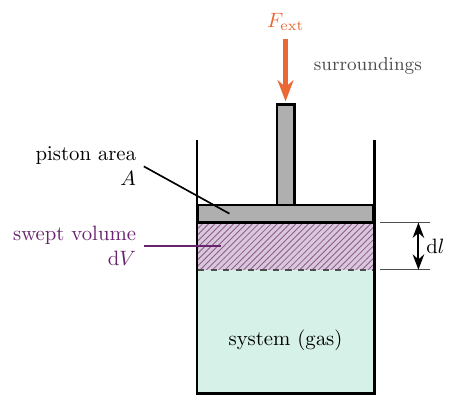 F_ext
surroundings
piston area
A
swept volume
dV
dl
system (gas)